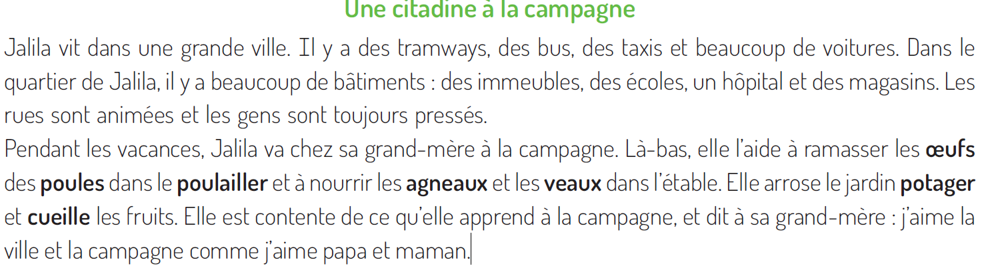 Une citadine à la campagne
Jalila vit dans une grande ville. Il y a des tramways, des bus, des taxis et beaucoup de voitures. Dans le
quartier de Jalila, il y a beaucoup de bâtiments : des immeubles, des écoles, un hôpital et des magasins. Les
rues sont animées et les gens sont toujours pressés.
Pendant les vacances, Jalila va chez sa grand-mère à la campagne. Là-bas, elle l'aide à ramasser les œufs
des poules dans le poulailler et à nourrir les agneaux et les veaux dans l'étable. Elle arrose le jardin potager
et cueille les fruits. Elle est contente de ce qu'elle apprend à la campagne, et dit à sa grand-mère : j'aime la
ville et la campagne comme j'aime papa et maman.